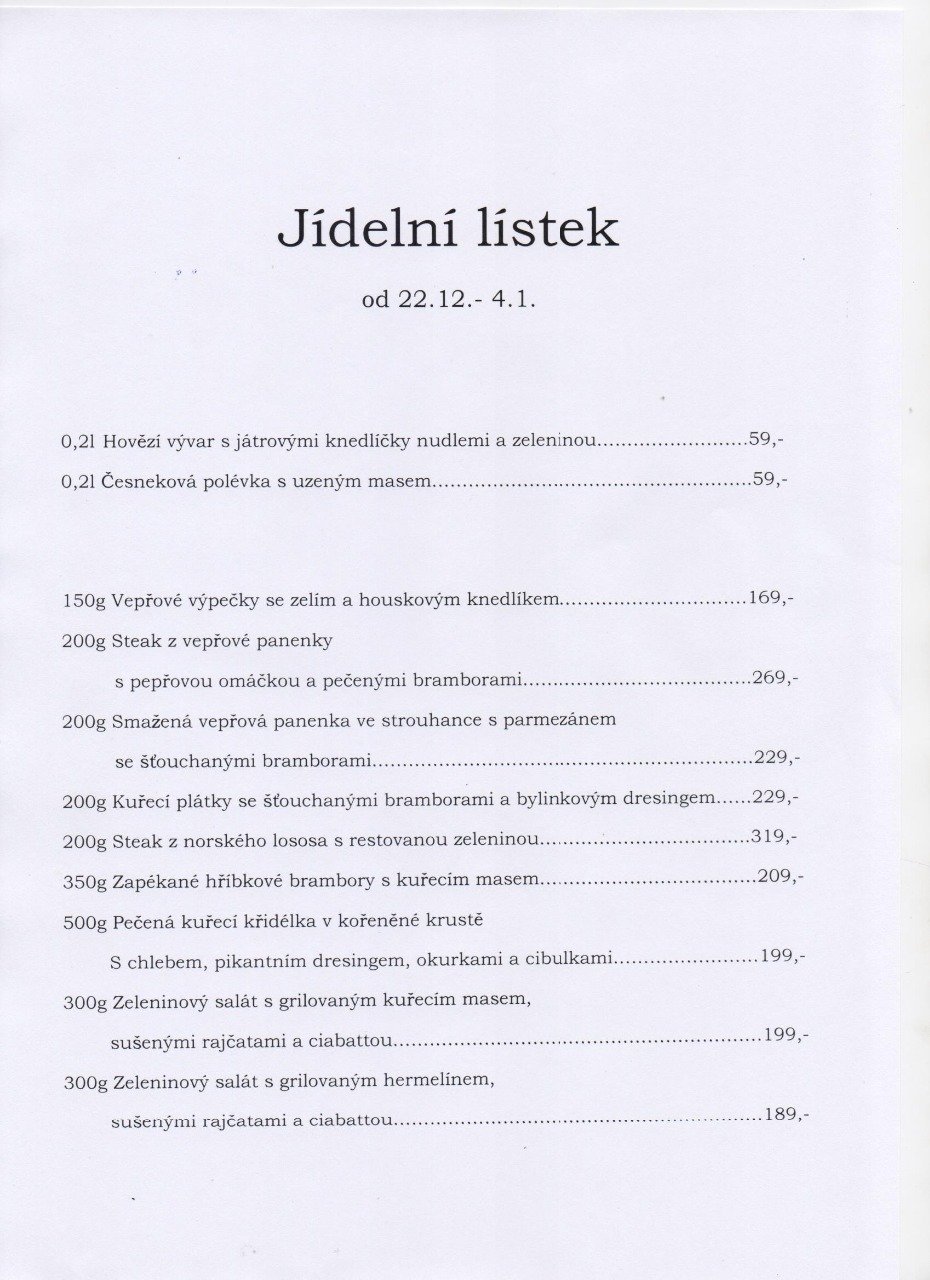 Jídelní lístek
od 22.12.- 4.1.
0,2l Hovězí vývar s játrovými knedlíčky nudlemi a zeleninou.........................59,-
0,2l Česneková polévka s uzeným masem.....................................................59,-
150g Vepřové výpečky se zelím a houskovým knedlíkem...............................169,-
200g Steak z vepřové panenky
s pepřovou omáčkou a pečenými bramborami......................................269,-
200g Smažená vepřová panenka ve strouhance s parmezánem
se šťouchanými bramborami...............................................................229,-
200g Kuřecí plátky se šťouchanými bramborami a bylinkovým dresingem......229,-
200g Steak z norského lososa s restovanou zeleninou...................................319,-
350g Zapékané hříbkové brambory s kuřecím masem....................................209,-
500g Pečená kuřecí křidélka v kořeněné krustě
S chlebem, pikantním dresingem, okurkami a cibulkami........................199,-
300g Zeleninový salát s grilovaným kuřecím masem,
sušenými rajčatami a ciabattou.............................................................199,-
300g Zeleninový salát s grilovaným hermelínem,
sušenými rajčatami a ciabattou.............................................................189,-